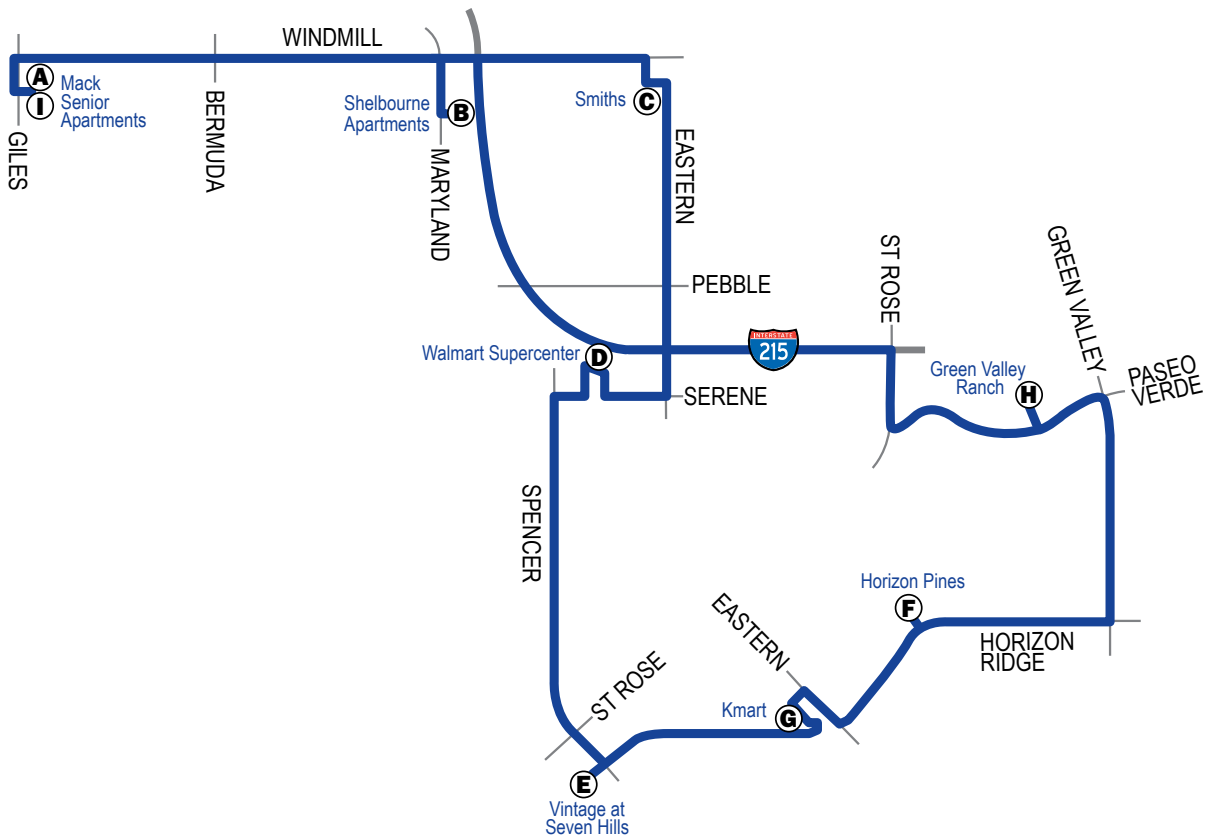 WINDMILL
A
I
Mack
Senior
Apartments
GILES
BERMUDA
Shelbourne
Apartments
B
MARYLAND
Smiths
C
EASTERN
PEBBLE
ST ROSE
GREEN VALLEY
INTERSTATE
215
Walmart Supercenter
D
Green Valley
Ranch
H
PASEO
VERDE
SERENE
SPENCER
Horizon Pines
F
EASTERN
HORIZON
RIDGE
ST ROSE
Kmart
G
E
Vintage at
Seven Hills